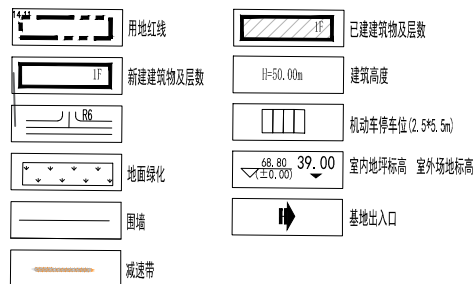 14.11
用地红线
1F
已建建筑物及层数
1F
新建建筑物及层数
H=50.00m
建筑高度
R6
机动车停车位(2.5*5.5m)
地面绿化
68.80
(±0.00)
39.00
室内地坪标高 室外场地标高
围墙
基地出入口
减速带